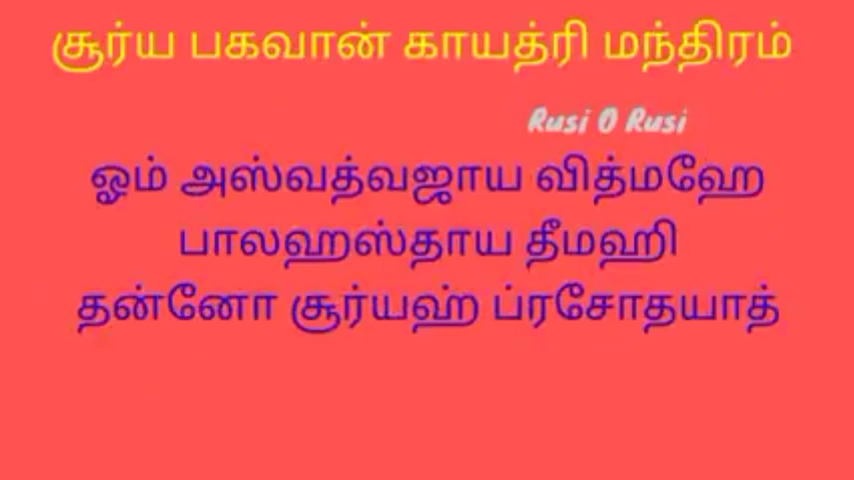 சூர்ய பகவான் காயத்ரி மந்திரம்
Rusi O Rusi
ஓம் அஸ்வத்வஜாய வித்மஹே
பாலஹஸ்தாய தீமஹி
தன்னோ சூர்யஹ் ப்ரசோதயாத்